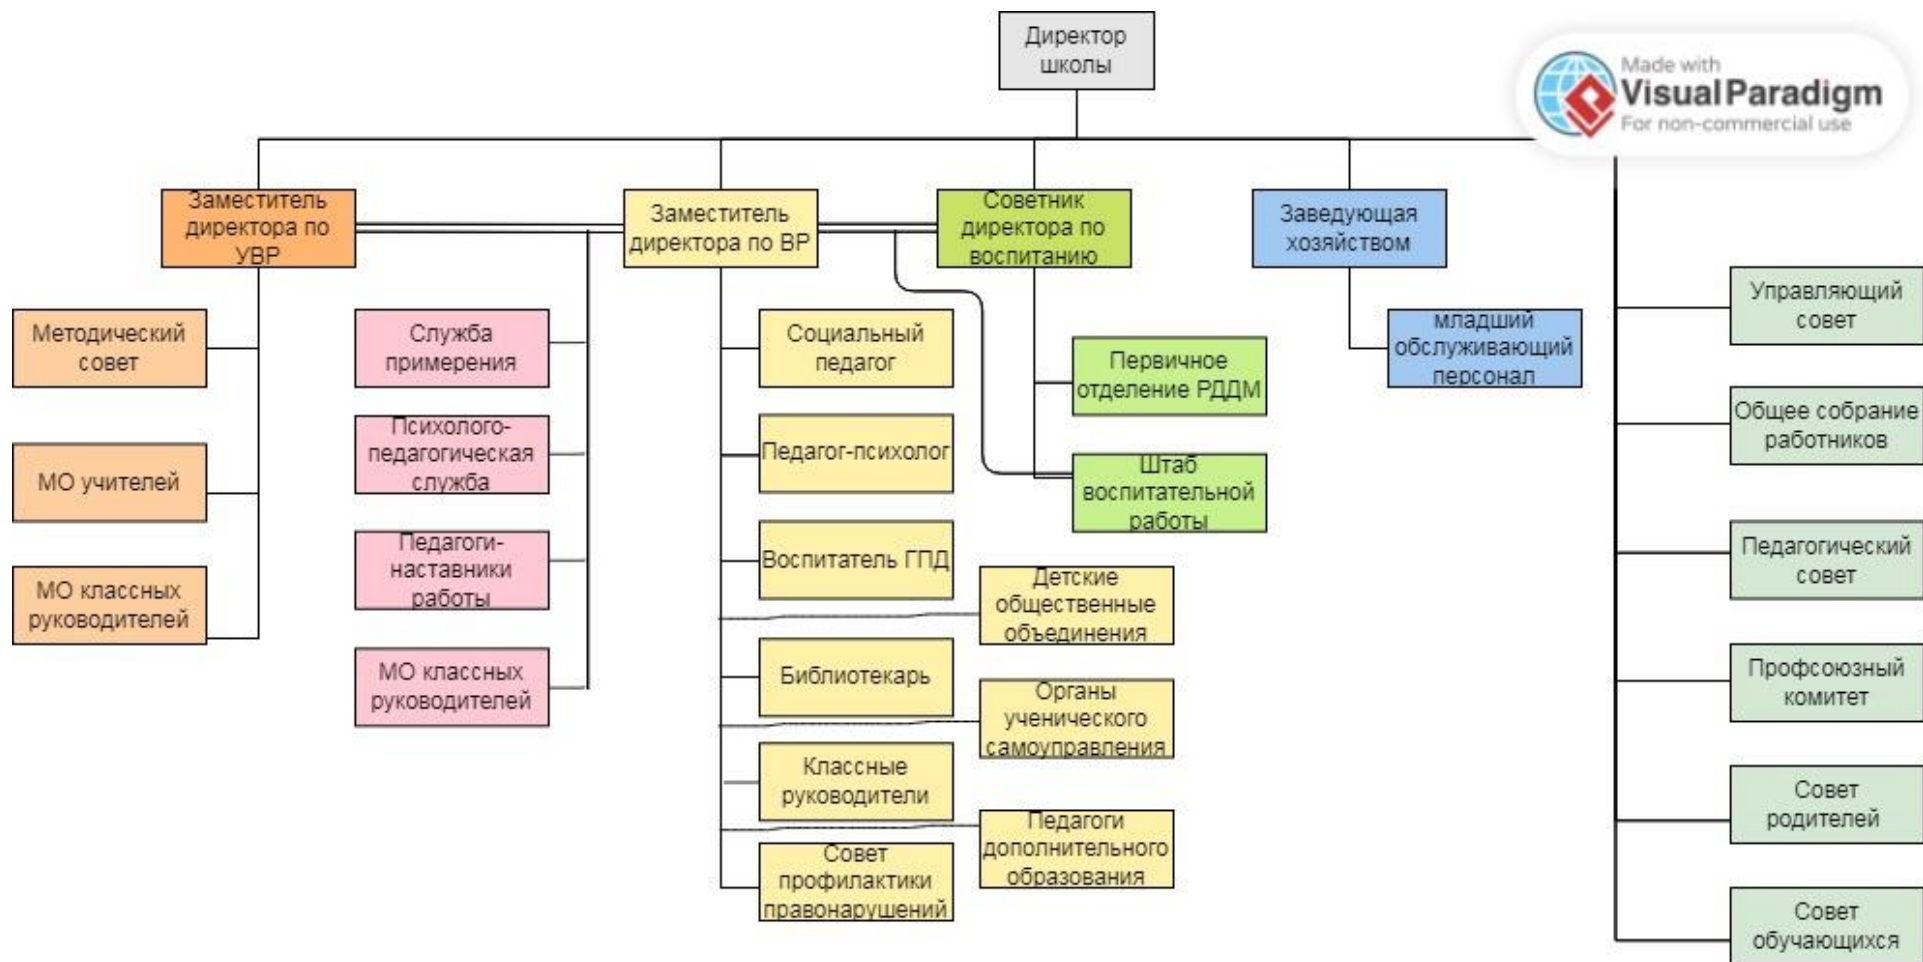 Директор
школы
Made with
Visual Paradigm
For non-commercial use
Заместитель
директора по
УВР
Заместитель
директора по ВР
Советник
директора по
воспитанию
Заведующая
хозяйством
Методический
совет
МО учителей
МО классных
руководителей
Служба
примерения
Психолого-
педагогическая
служба
Педагоги-
наставники
работы
МО классных
руководителей
Социальный
педагог
Педагог-психолог
Воспитатель ГПД
Библиотекарь
Классные
руководители
Совет
профилактики
правонарушений
Детские
общественные
объединения
Органы
ученического
самоуправления
Педагоги
дополнительного
образования
Первичное
отделение РДДМ
Штаб
воспитательной
работы
младший
обслуживающий
персонал
Управляющий
совет
Общее собрание
работников
Педагогический
совет
Профсоюзный
комитет
Совет
родителей
Совет
обучающихся